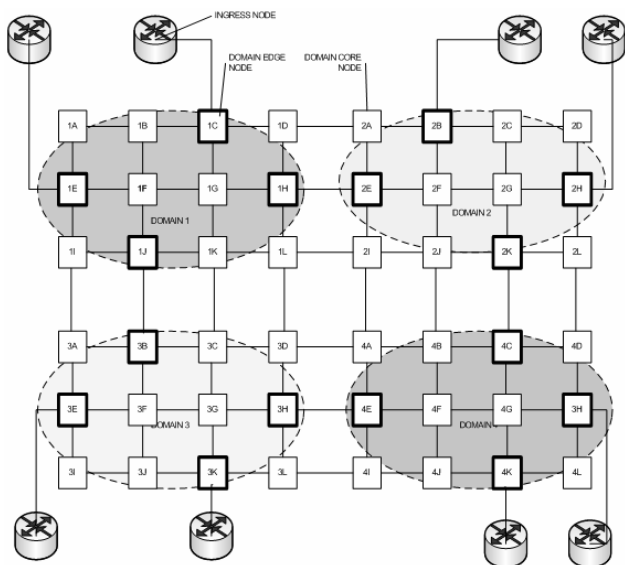 INGRESS NODE
DOMAIN EDGE
NODE
DOMAIN CORE
NODE
1A 1B 1C 1D 2A 2B 2C 2D
1E 1F 1G 1H 2E 2F 2G 2H
DOMAIN 1
DOMAIN 2
1I 1J 1K 1L 2I 2J 2K 2L
3A 3B 3C 3D 4A 4B 4C 4D
3E 3F 3G 3H 4E 4F 4G 3H
DOMAIN 3
DOMAIN
3I 3J 3K 3L 4I 4J 4K 4L